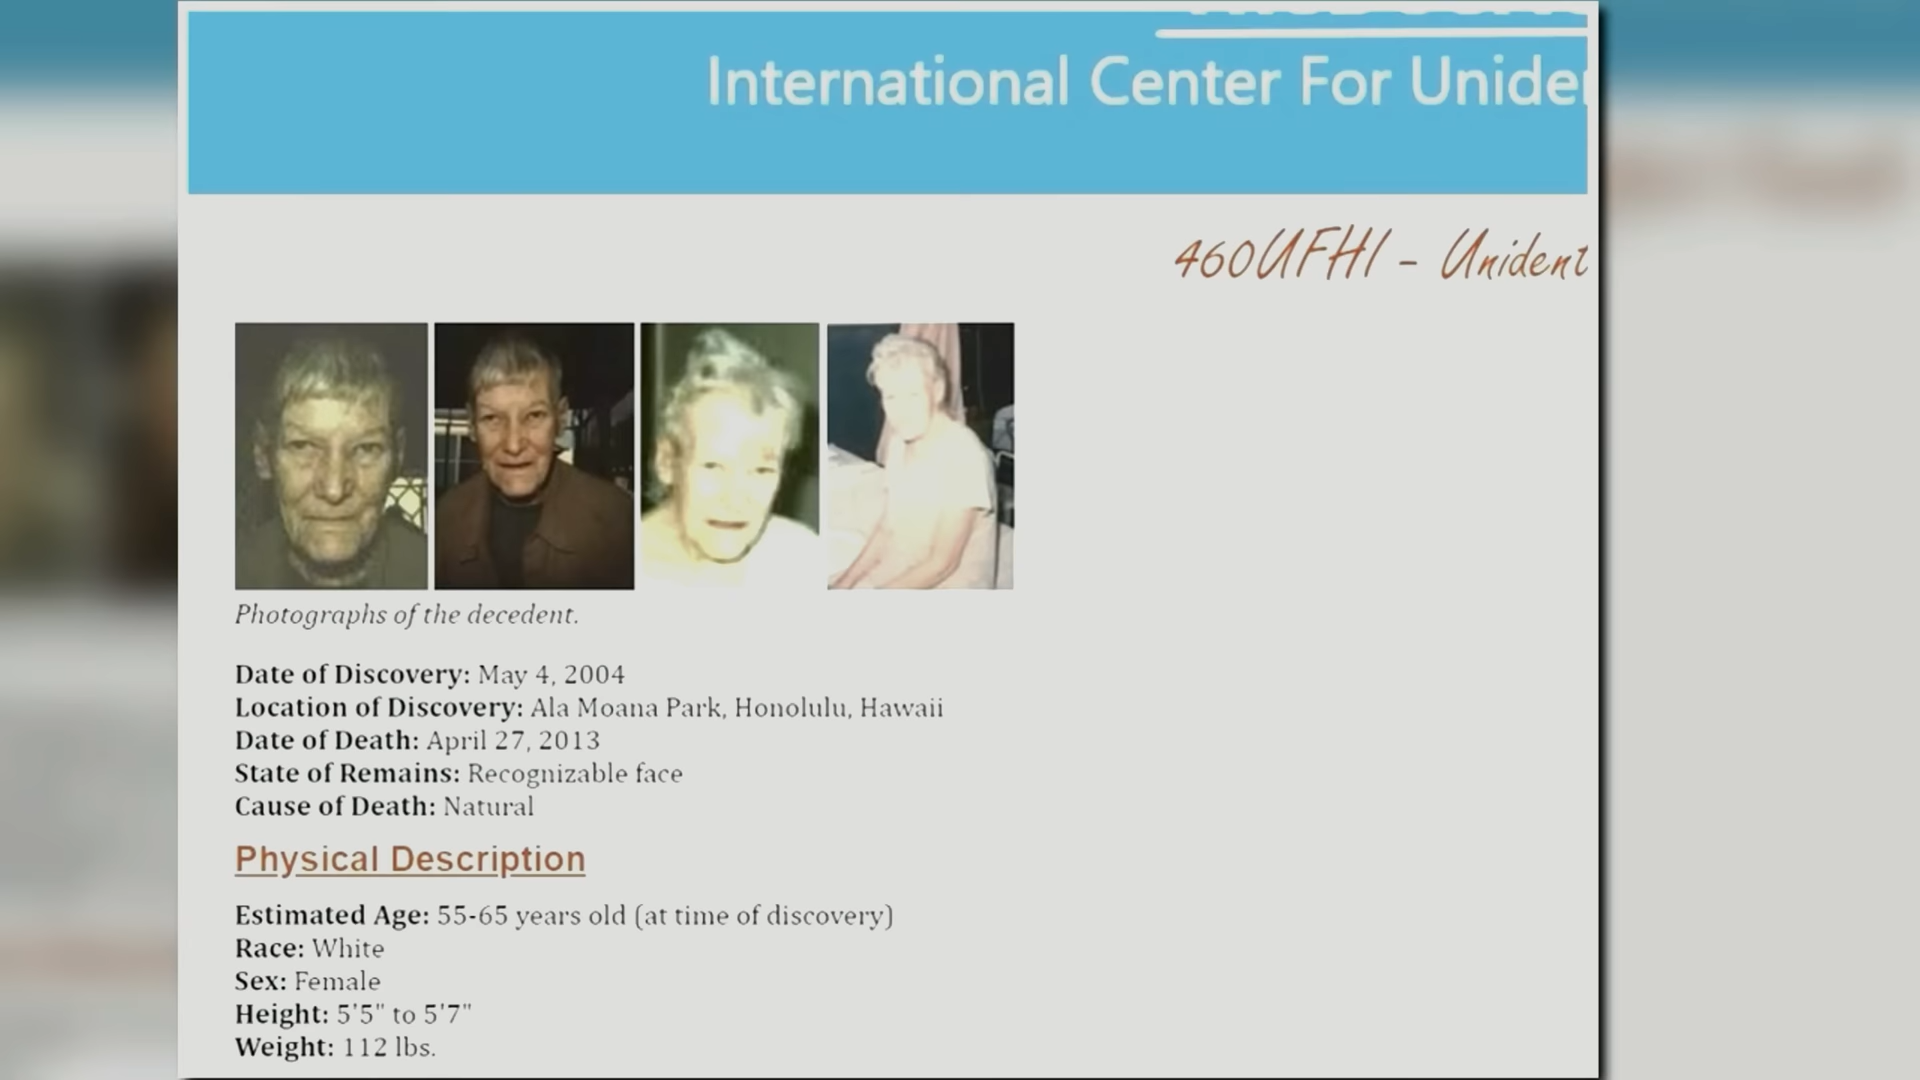 International Center For Uniden
460UFHI - Unident
Photographs of the decedent.
Date of Discovery: May 4, 2004
Location of Discovery: Ala Moana Park, Honolulu, Hawaii
Date of Death: April 27, 2013
State of Remains: Recognizable face
Cause of Death: Natural
Physical Description
Estimated Age: 55-65 years old (at time of discovery)
Race: White
Sex: Female
Height: 5'5" to 5'7"
Weight: 112 lbs.